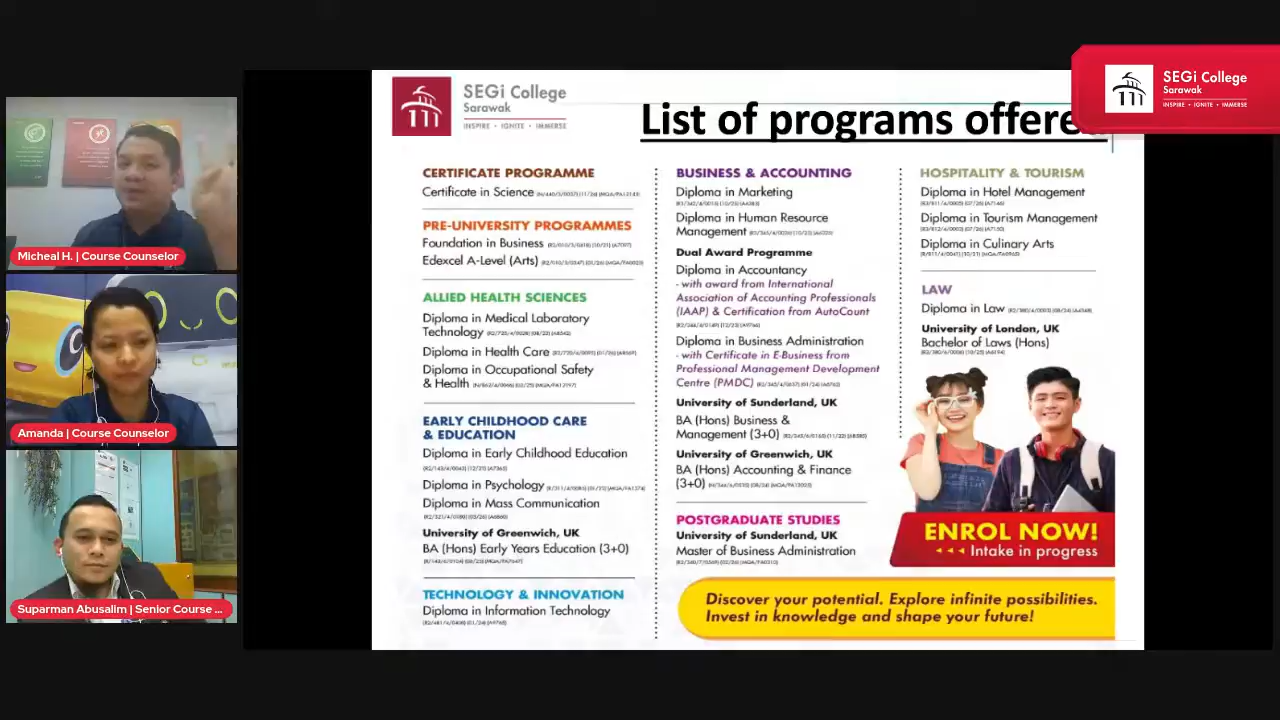 SEGi College
Sarawak
INSPIRE • IGNITE • IMMERSE
SEGi College
Sarawak
INSPIRE • IGNITE • IMMERSE
List of programs offere
Micheal H. | Course Counselor
Amanda | Course Counselor
Suparman Abusalim | Senior Course ...
CERTIFICATE PROGRAMME
Certificate in Science
PRE-UNIVERSITY PROGRAMMES
Foundation in Business
Edexcel A-Level (Arts)
ALLIED HEALTH SCIENCES
Diploma in Medical Laboratory
Technology
Diploma in Health Care
Diploma in Occupational Safety
& Health
EARLY CHILDHOOD CARE
& EDUCATION
Diploma in Early Childhood Education
Diploma in Psychology
Diploma in Mass Communication
University of Greenwich, UK
BA (Hons) Early Years Education (3+0)
TECHNOLOGY & INNOVATION
Diploma in Information Technology
BUSINESS & ACCOUNTING
Diploma in Marketing
Diploma in Human Resource
Management
Dual Award Programme
Diploma in Accountancy
- with award from International
Association of Accounting Professionals
(IAAP) & Certification from AutoCount
Diploma in Business Administration
- with Certificate in E-Business from
Professional Management Development
Centre (PMDC)
University of Sunderland, UK
BA (Hons) Business &
Management (3+0)
University of Greenwich, UK
BA (Hons) Accounting & Finance
(3+0)
POSTGRADUATE STUDIES
University of Sunderland, UK
Master of Business Administration
HOSPITALITY & TOURISM
Diploma in Hotel Management
Diploma in Tourism Management
Diploma in Culinary Arts
LAW
Diploma in Law
University of London, UK
Bachelor of Laws (Hons)
ENROL NOW!
Intake in progress
Discover your potential. Explore infinite possibilities.
Invest in knowledge and shape your future!